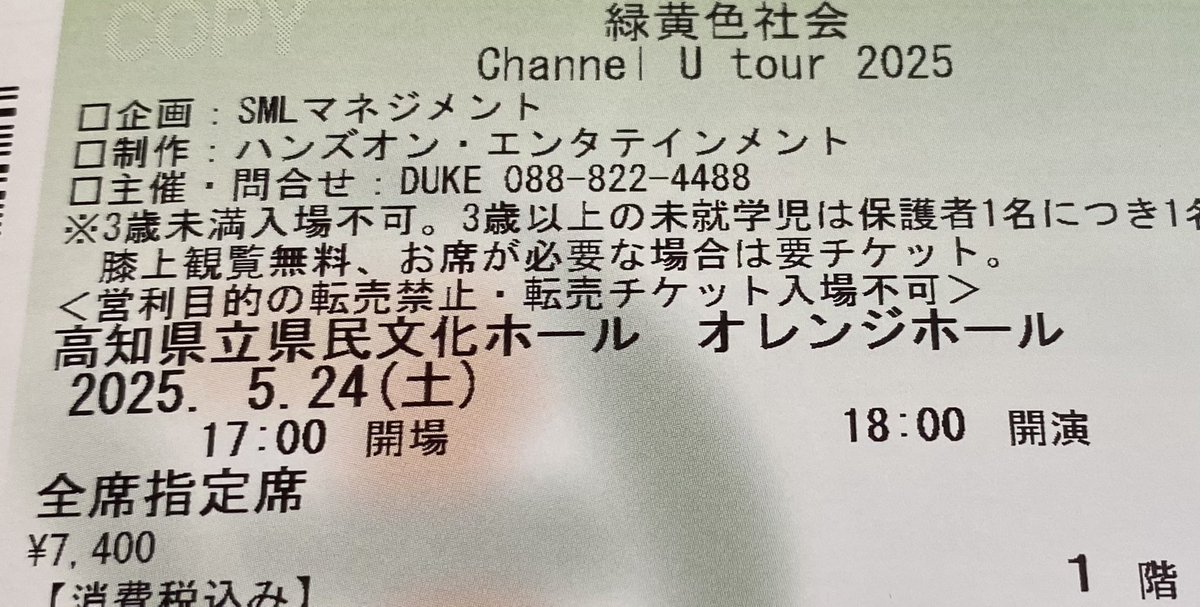 COPY
緑黄色社会
Channel U tour 2025
□企画:SMLマネジメント
□制作:ハンズオン・エンタテインメント
□主催・問合せ:DUKE 088-822-4488
※3歳未満入場不可。3歳以上の未就学児は保護者1名につき1名
膝上観覧無料、お席が必要な場合は要チケット。
<営利目的の転売禁止・転売チケット入場不可>
高知県立県民文化ホール オレンジホール
2025. 5.24(土)
17:00 開場 18:00 開演
全席指定席
¥7,400
【消費税込み】
1 階